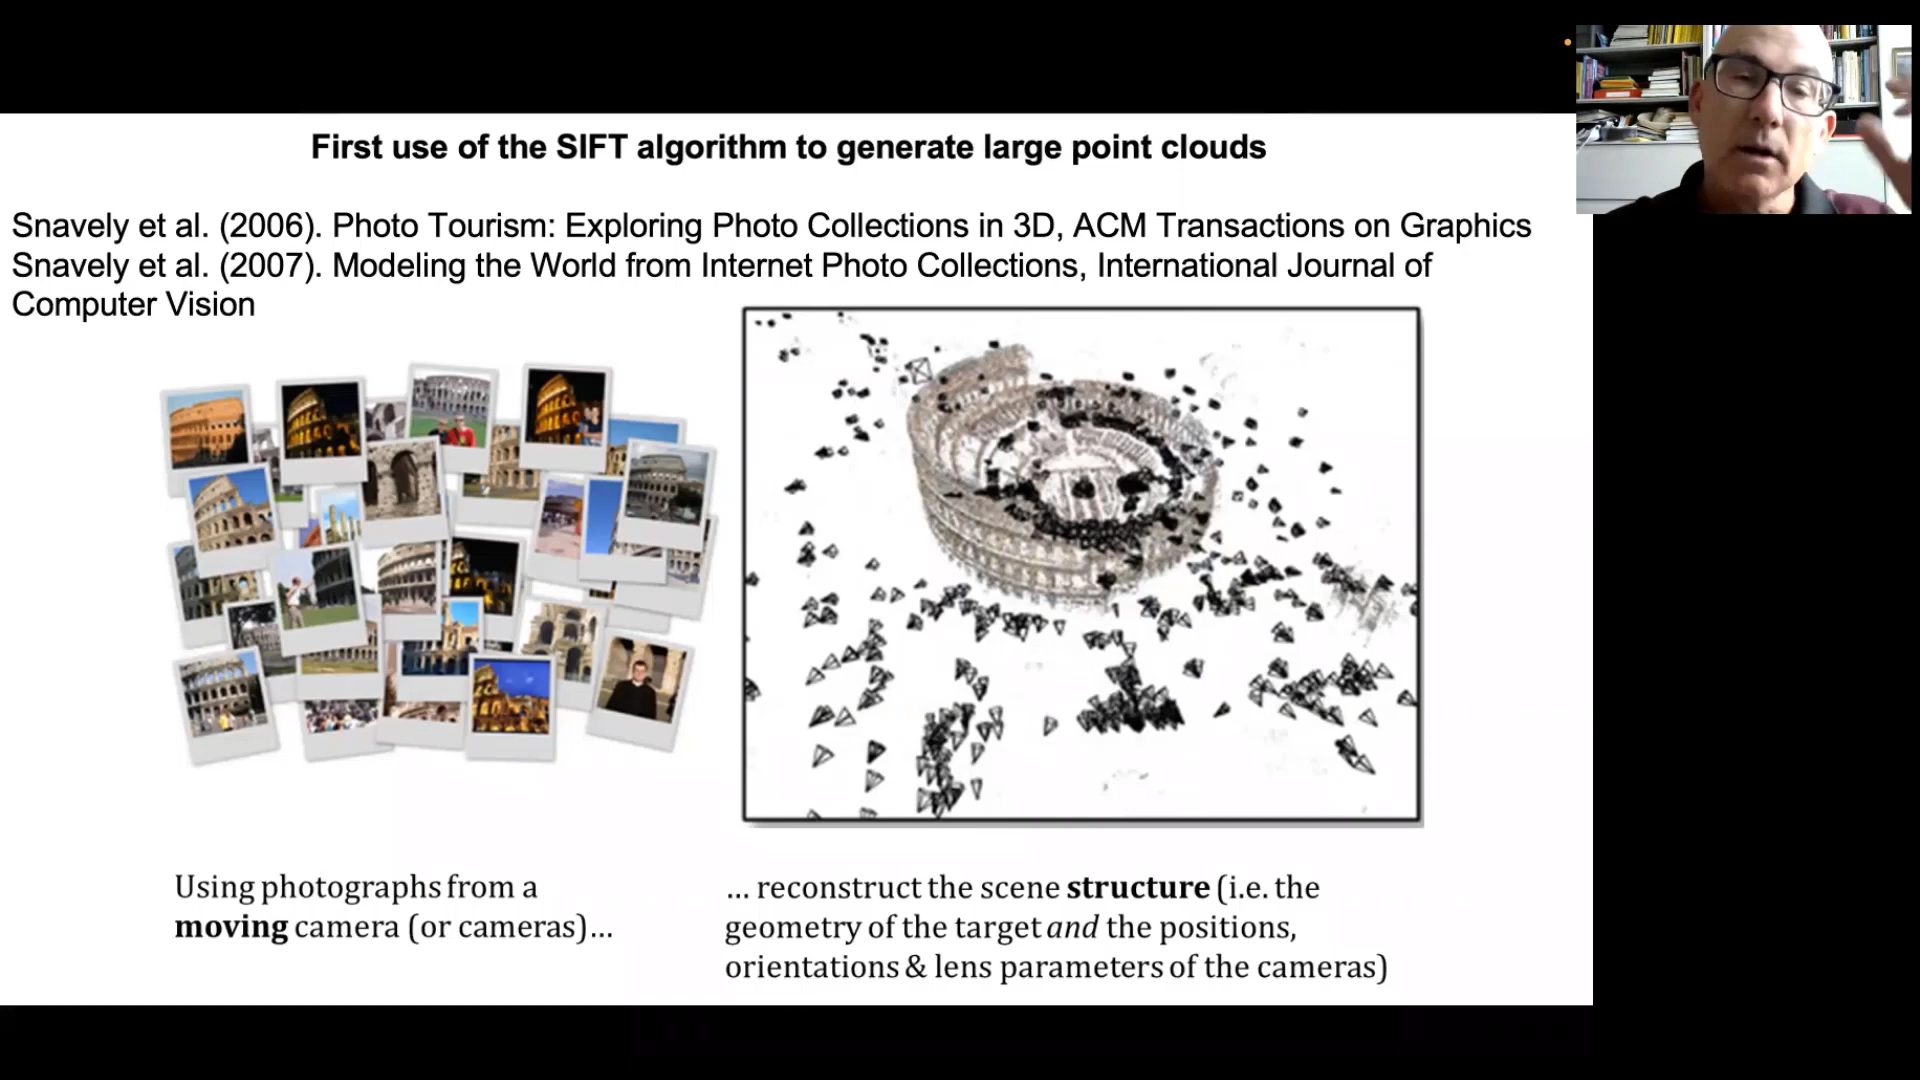 First use of the SIFT algorithm to generate large point clouds
Snavely et al. (2006). Photo Tourism: Exploring Photo Collections in 3D, ACM Transactions on Graphics
Snavely et al. (2007). Modeling the World from Internet Photo Collections, International Journal of
Computer Vision
Using photographs from a
moving camera (or cameras)…
… reconstruct the scene structure (i.e. the
geometry of the target and the positions,
orientations & lens parameters of the cameras)